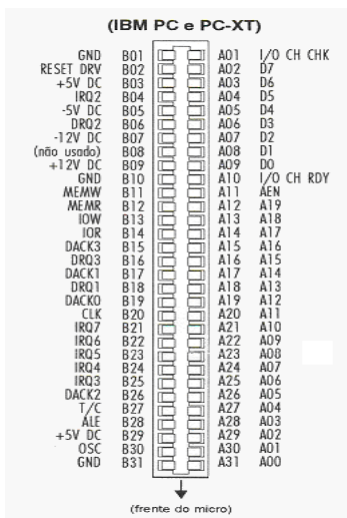 (IBM PC e PC-XT)
GND B01 A01 I/O CH CHK
RESET DRV B02 A02 D7
+5V DC B03 A03 D6
IRQ2 B04 A04 D5
-5V DC B05 A05 D4
DRQ2 B06 A06 D3
-12V DC B07 A07 D2
(não usado) B08 A08 D1
+12V DC B09 A09 D0
GND B10 A10 I/O CH RDY
MEMW B11 A11 AEN
MEMR B12 A12 A19
IOW B13 A13 A18
IOR B14 A14 A17
DACK3 B15 A15 A16
DRQ3 B16 A16 A15
DACK1 B17 A17 A14
DRQ1 B18 A18 A13
DACK0 B19 A19 A12
CLK B20 A20 A11
IRQ7 B21 A21 A10
IRQ6 B22 A22 A09
IRQ5 B23 A23 A08
IRQ4 B24 A24 A07
IRQ3 B25 A25 A06
DACK2 B26 A26 A05
T/C B27 A27 A04
ALE B28 A28 A03
+5V DC B29 A29 A02
OSC B30 A30 A01
GND B31 A31 A00
(frente do micro)